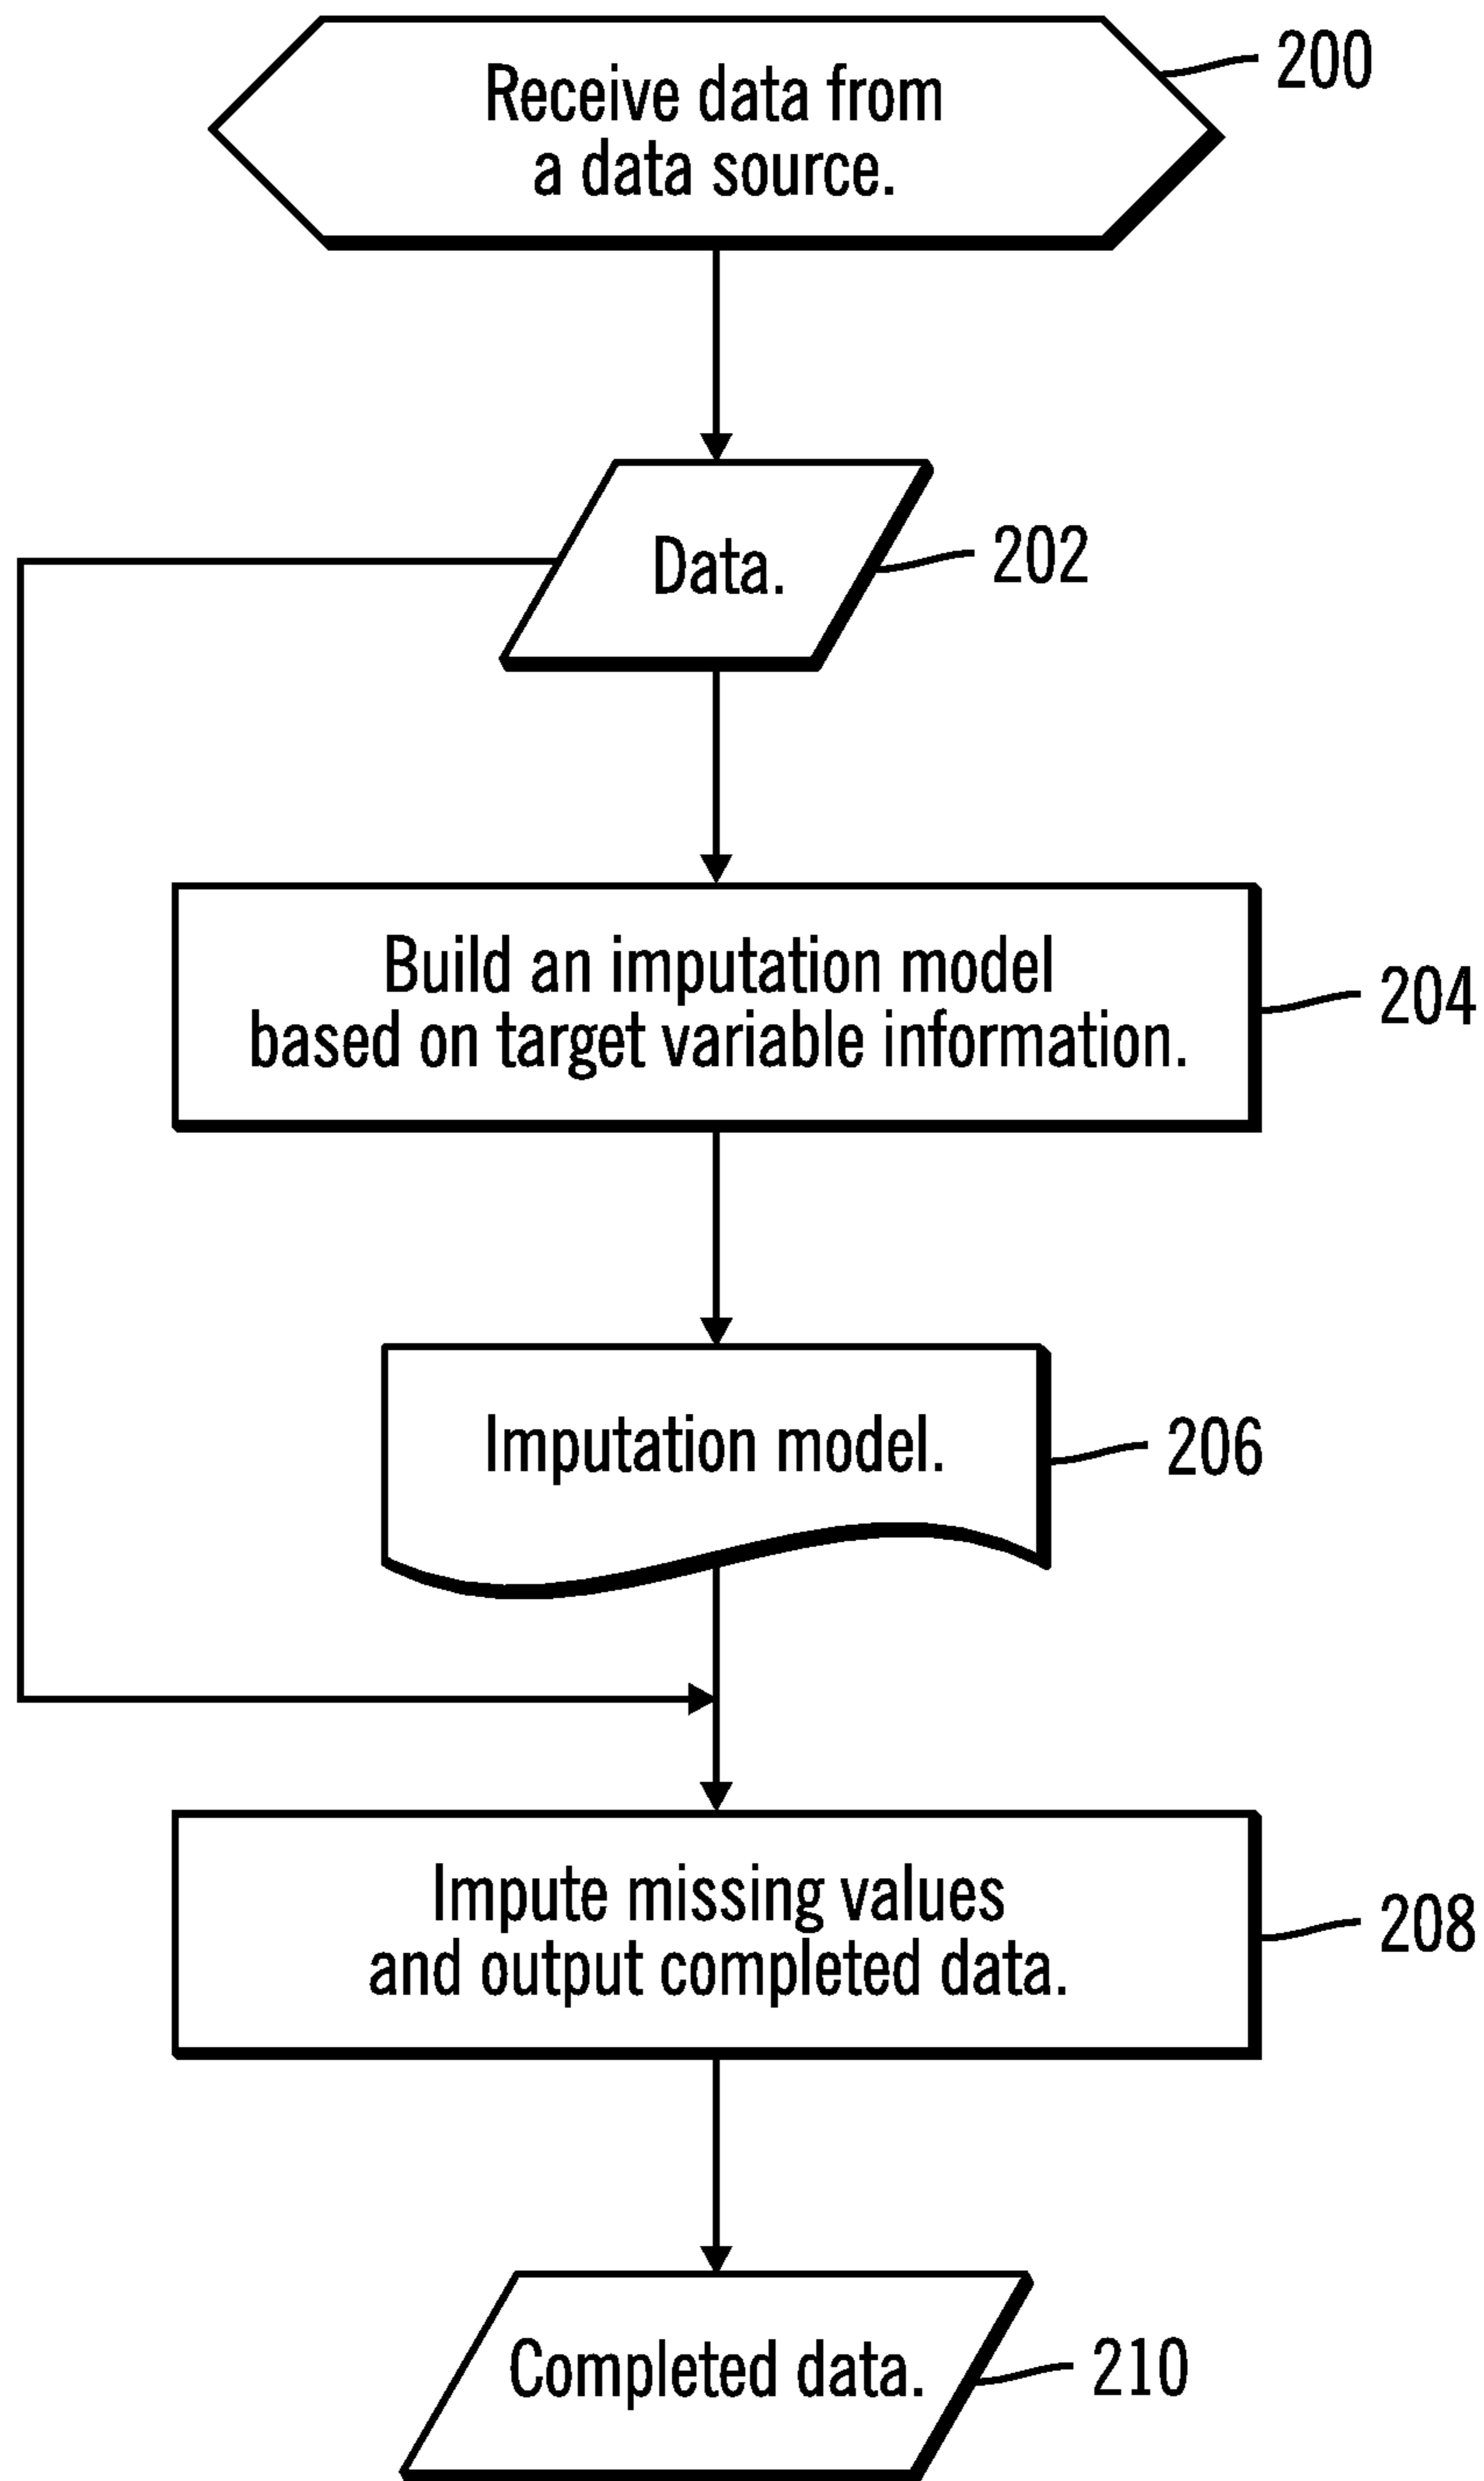 Receive data from
a data source.
200
Data.
202
Build an imputation model
based on target variable information.
204
Imputation model.
206
Impute missing values
and output completed data.
208
Completed data.
210